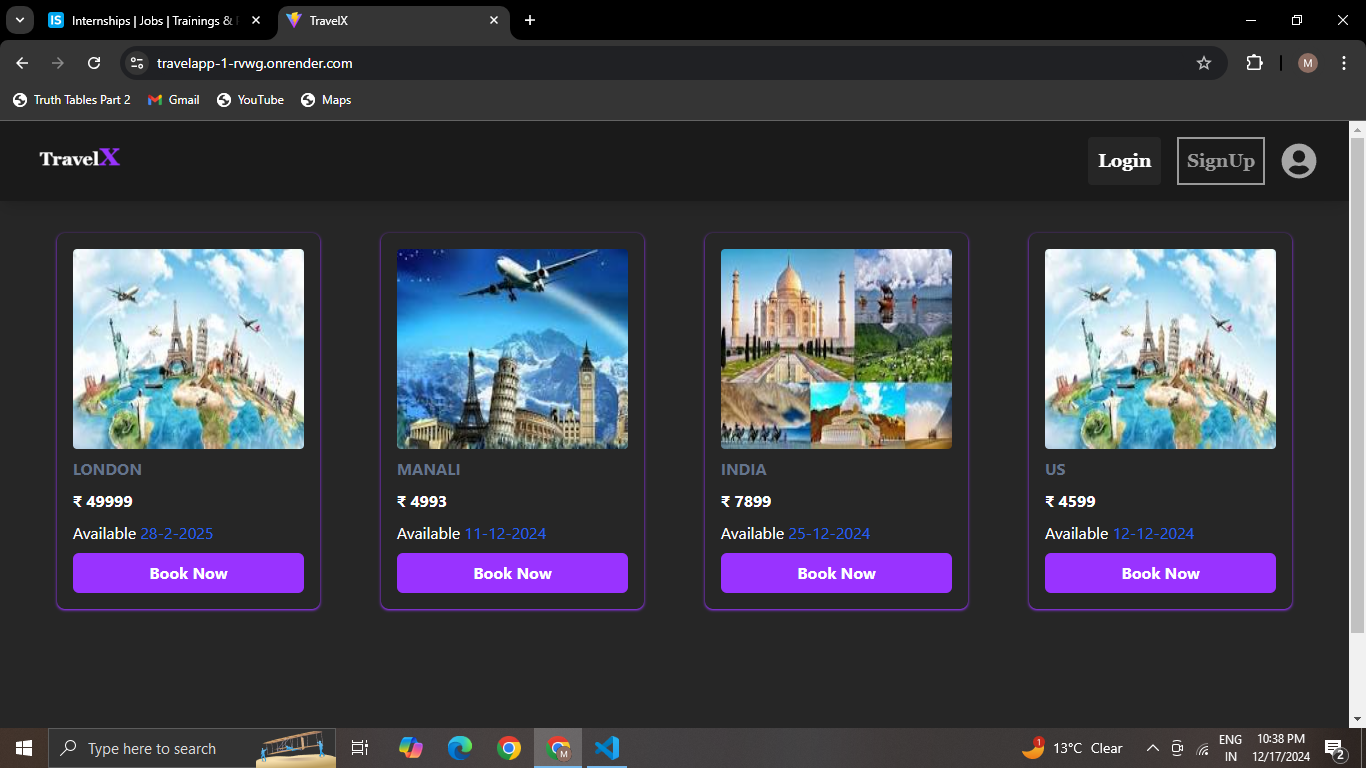 Internships | Jobs | Trainings &
TravelX
travelapp-1-rvwg.onrender.com
M
Truth Tables Part 2
Gmail
YouTube
Maps
TravelX
Login
SignUp
LONDON
₹ 49999
Available 28-2-2025
Book Now
MANALI
₹ 4993
Available 11-12-2024
Book Now
INDIA
₹ 7899
Available 25-12-2024
Book Now
US
₹ 4599
Available 12-12-2024
Book Now
Type here to search
M
1
13°C Clear
ENG
IN
10:38 PM
12/17/2024
2